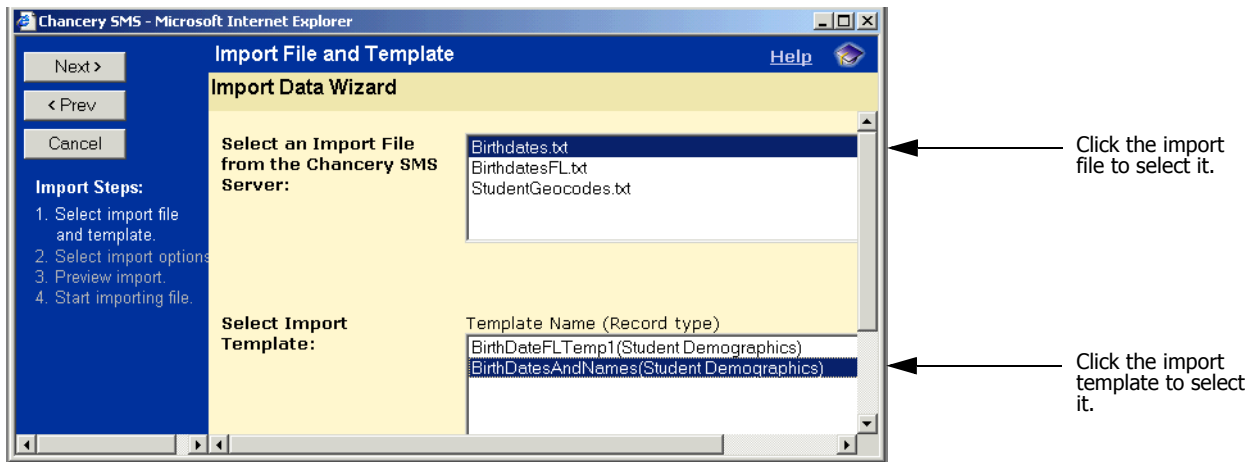 Chancery SMS - Microsoft Internet Explorer
Next >
< Prev
Cancel
Import Steps:
1. Select import file
and template.
2. Select import options
3. Preview import.
4. Start importing file.
Import File and Template
Help
Import Data Wizard
Select an Import File
from the Chancery SMS
Server:
Birthdates.txt
BirthdatesFL.txt
StudentGeocodes.txt
Select Import
Template:
Template Name (Record type)
BirthDateFLTemp1(Student Demographics)
BirthDatesAndNames(Student Demographics)
Click the import
file to select it.
Click the import
template to select
it.